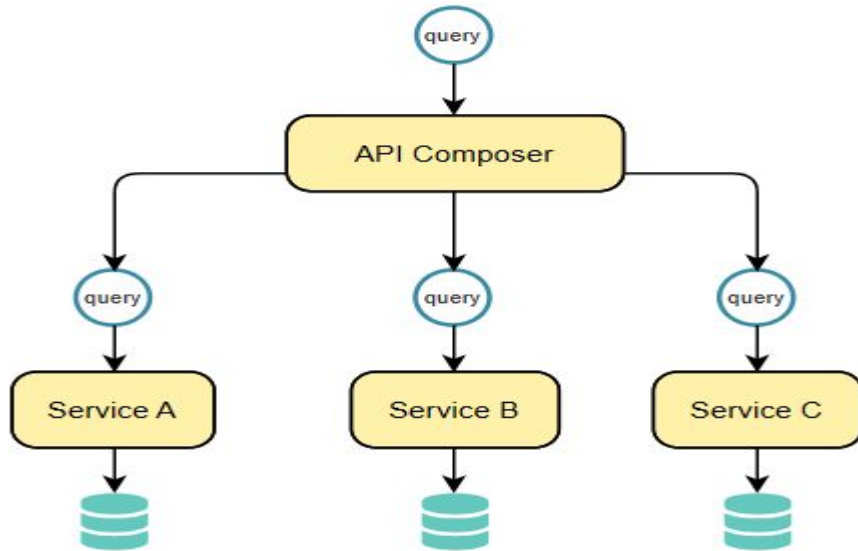 query
API Composer
query
query
query
Service A
Service B
Service C